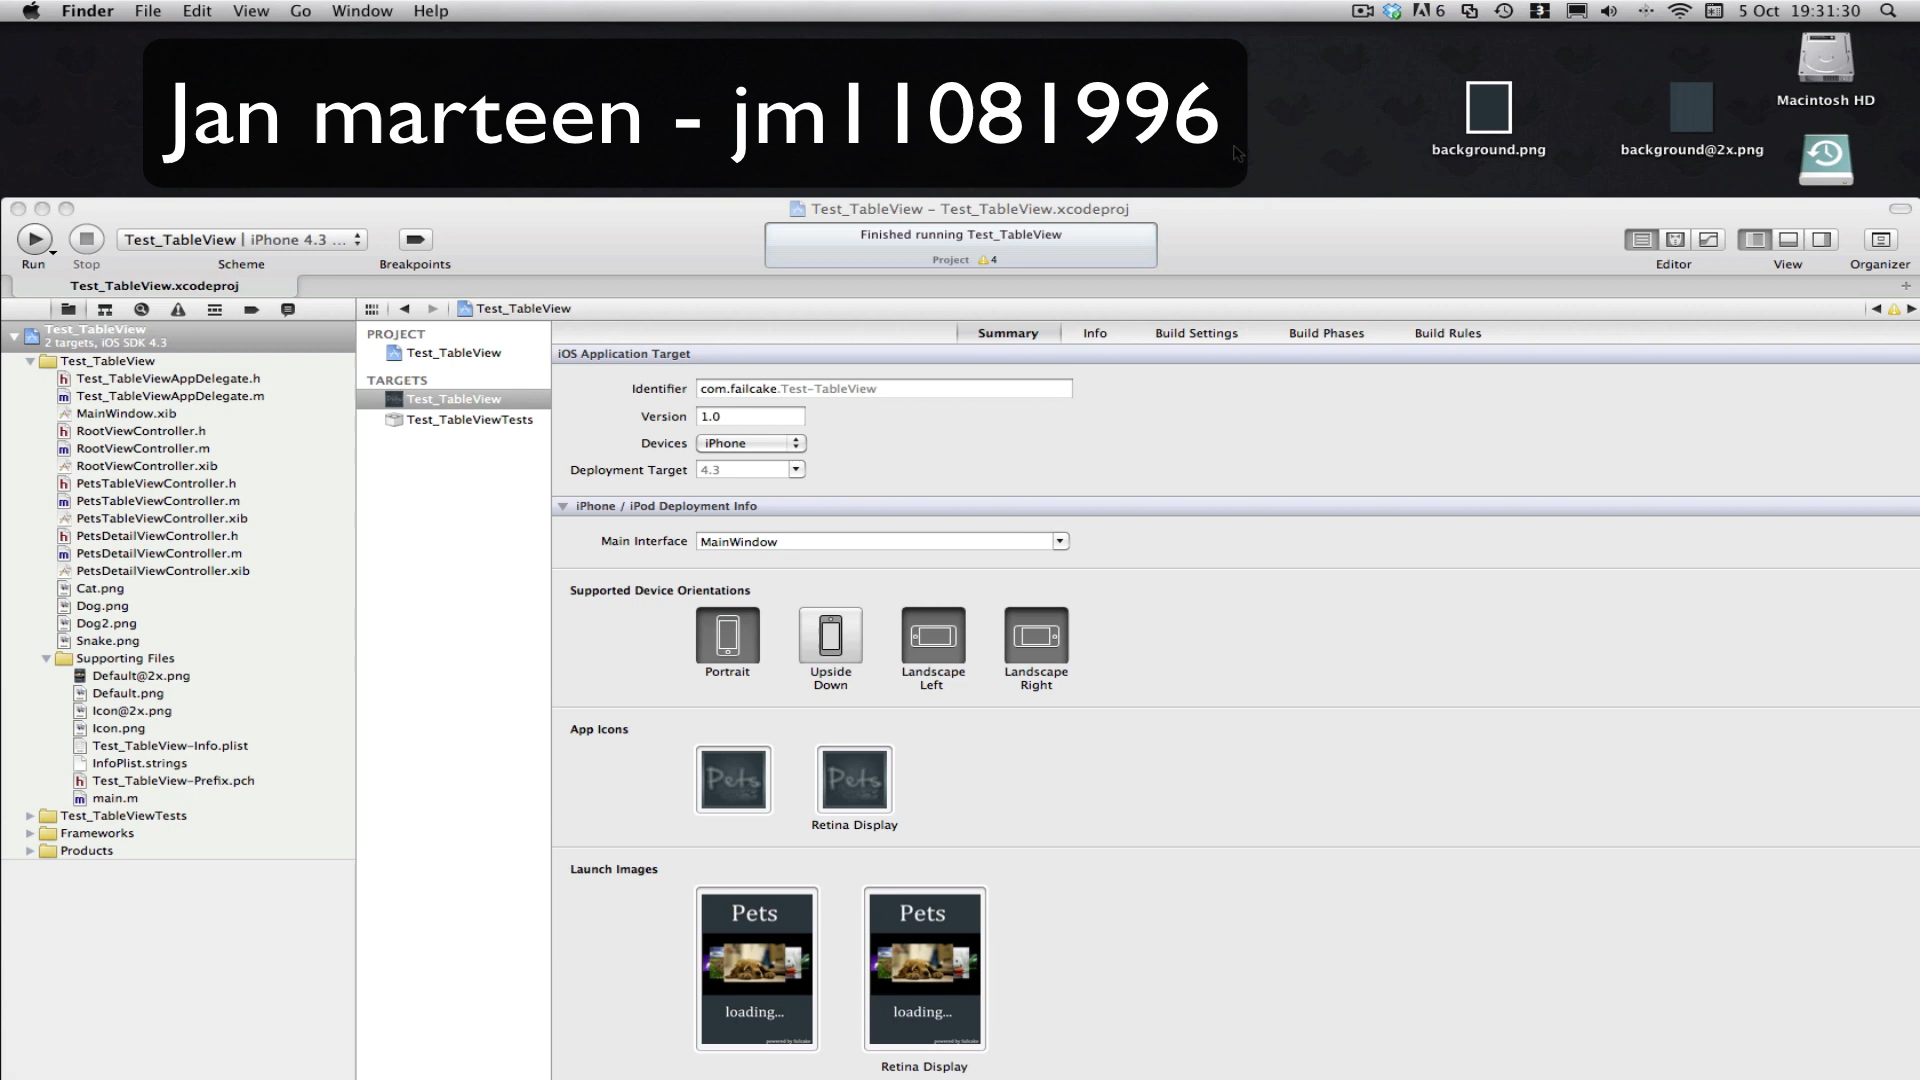 Finder File Edit View Go Window Help 6 5 Oct 19:31:30
Jan marteen - jm11081996
background.png
background@2x.png
Macintosh HD
Test_TableView - Test_TableView.xcodeproj
Test_TableView | iPhone 4.3 ...
Finished running Test_TableView
Project 4
Run Stop Scheme Breakpoints Editor View Organizer
Test_TableView.xcodeproj
Test_TableView
Test_TableView
2 targets, iOS SDK 4.3
Test_TableView
Test_TableViewAppDelegate.h
Test_TableViewAppDelegate.m
MainWindow.xib
RootViewController.h
RootViewController.m
RootViewController.xib
PetsTableViewController.h
PetsTableViewController.m
PetsTableViewController.xib
PetsDetailViewController.h
PetsDetailViewController.m
PetsDetailViewController.xib
Cat.png
Dog.png
Dog2.png
Snake.png
Supporting Files
Default@2x.png
Default.png
Icon@2x.png
Icon.png
Test_TableView-Info.plist
InfoPlist.strings
Test_TableView-Prefix.pch
main.m
Test_TableViewTests
Frameworks
Products
PROJECT
Test_TableView
TARGETS
Test_TableView
Test_TableViewTests
Summary Info Build Settings Build Phases Build Rules
iOS Application Target
Identifier com.failcake.Test-TableView
Version 1.0
Devices iPhone
Deployment Target 4.3
iPhone / iPod Deployment Info
Main Interface MainWindow
Supported Device Orientations
Portrait
Upside
Down
Landscape
Left
Landscape
Right
App Icons
Pets
Pets
Retina Display
Launch Images
Pets
loading...
powered by failcake
Pets
loading...
powered by failcake
Retina Display